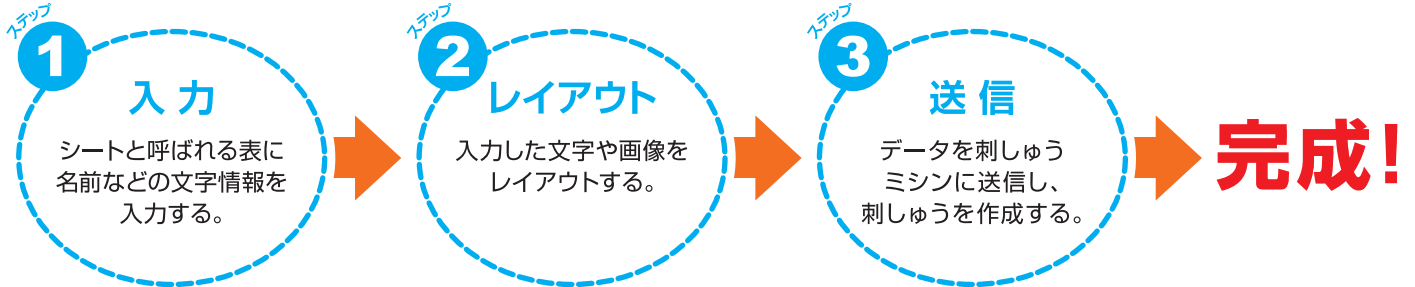 ステップ
1
入力
シートと呼ばれる表に
名前などの文字情報を
入力する。
ステップ
2
レイアウト
入力した文字や画像を
レイアウトする。
ステップ
3
送信
データを刺しゅう
ミシンに送信し、
刺しゅうを作成する。
完成!